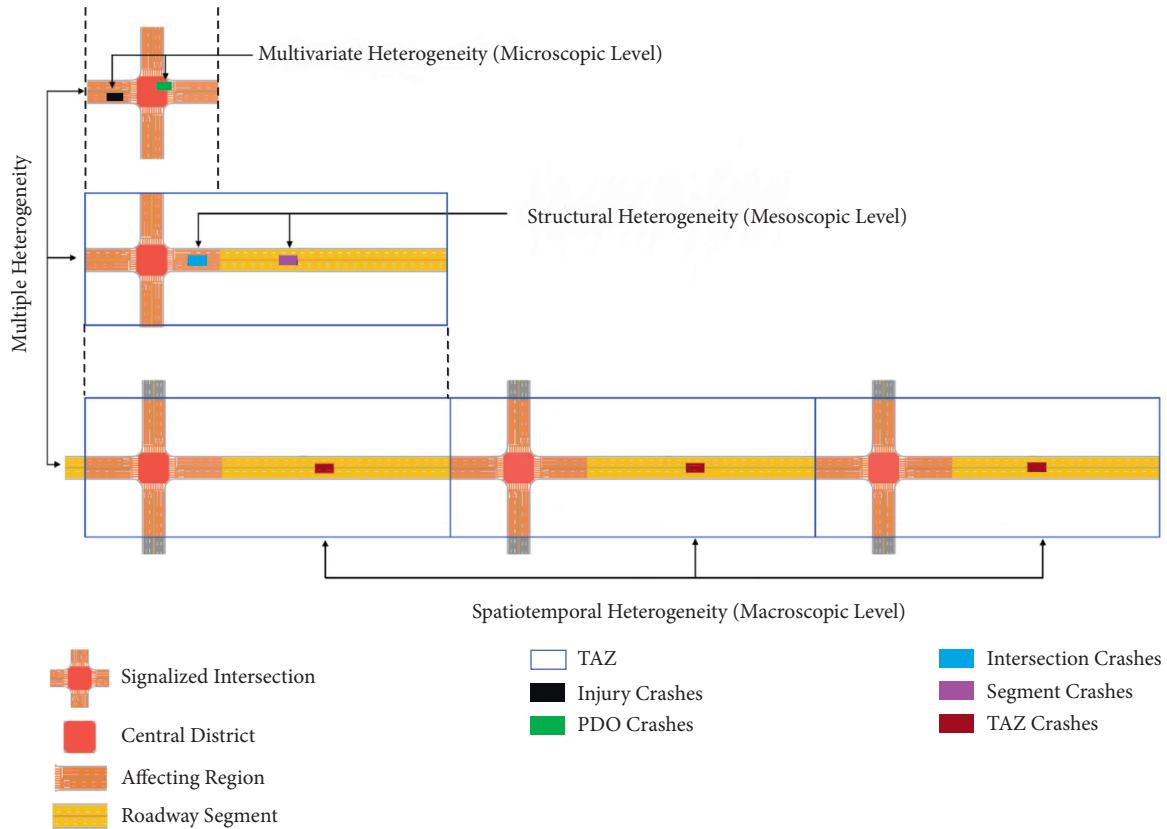 Multivariate Heterogeneity (Microscopic Level)
Multiple Heterogeneity
Structural Heterogeneity (Mesoscopic Level)
Spatiotemporal Heterogeneity (Macroscopic Level)
Signalized Intersection
Central District
Affecting Region
Roadway Segment
TAZ
Injury Crashes
PDO Crashes
Intersection Crashes
Segment Crashes
TAZ Crashes